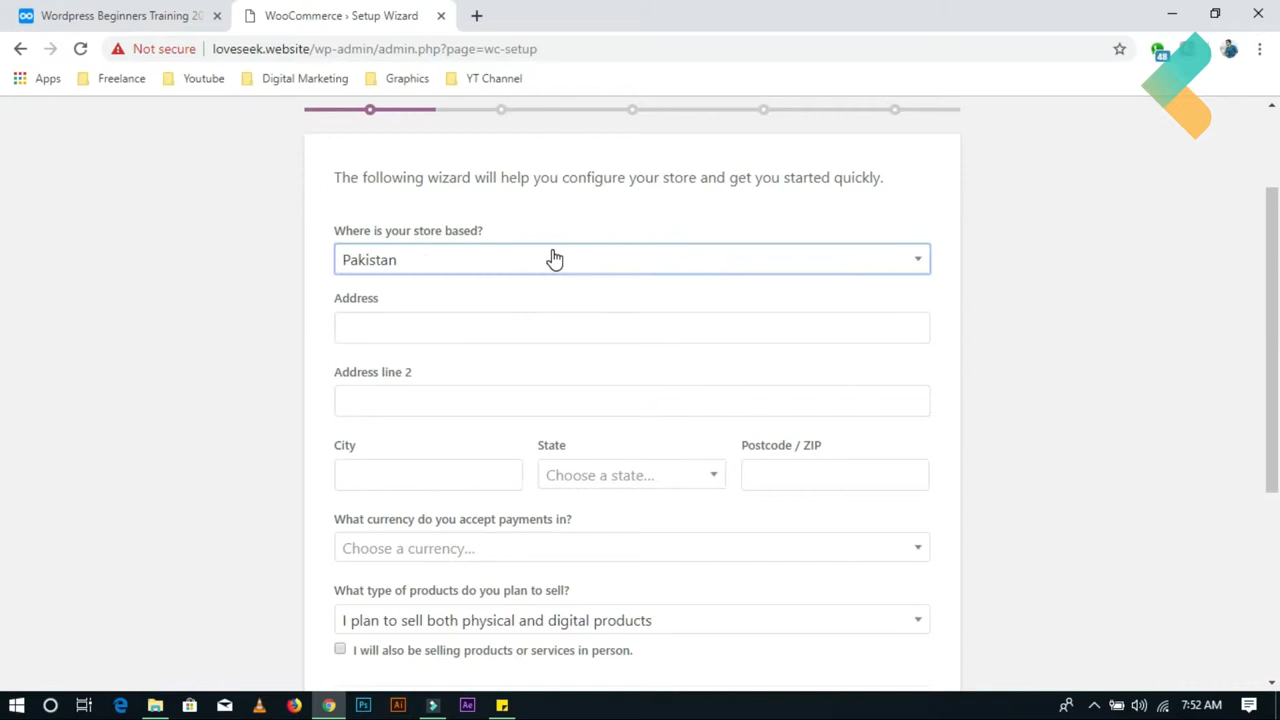 Wordpress Beginners Training 20
WooCommerce › Setup Wizard
Not secure
loveseek.website/wp-admin/admin.php?page=wc-setup
48
Apps
Freelance
Youtube
Digital Marketing
Graphics
YT Channel
The following wizard will help you configure your store and get you started quickly.
Where is your store based?
Pakistan
Address
Address line 2
City
State
Postcode / ZIP
Choose a state...
What currency do you accept payments in?
Choose a currency...
What type of products do you plan to sell?
I plan to sell both physical and digital products
I will also be selling products or services in person.
Ps
Ai
Ae
7:52 AM